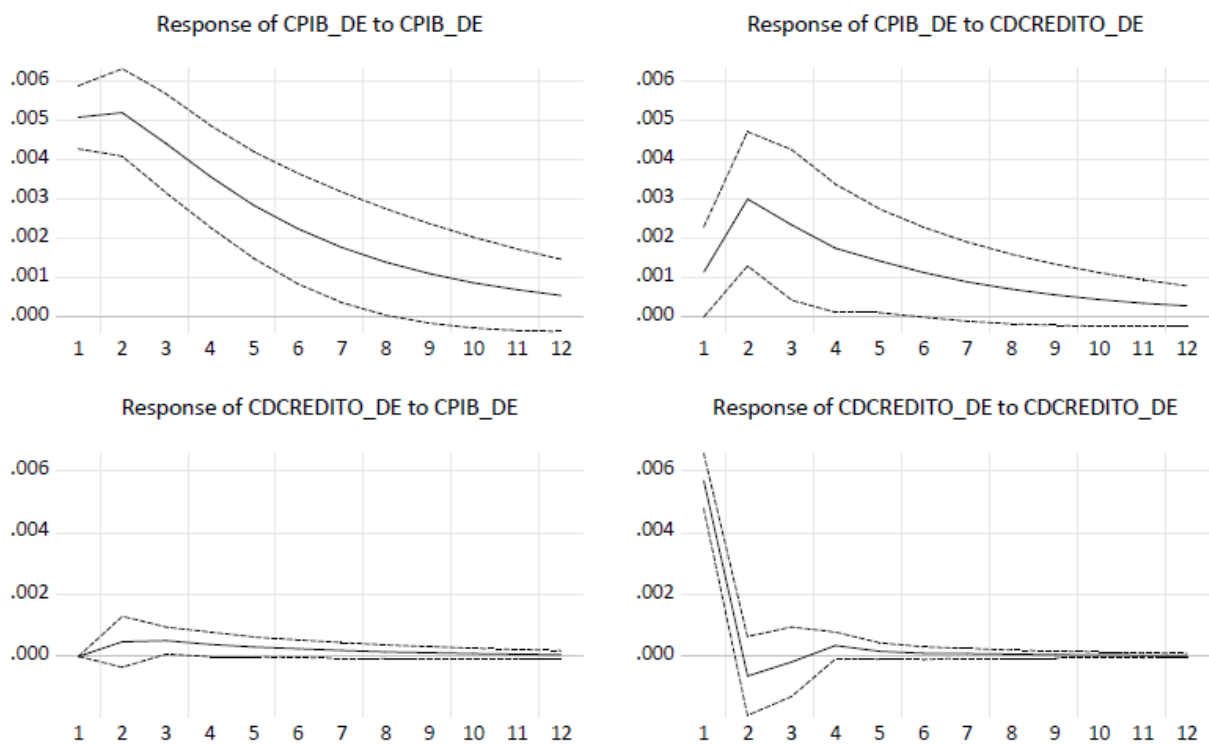 Response of CPIB_DE to CPIB_DE
.006
.005
.004
.003
.002
.001
.000
1 2 3 4 5 6 7 8 9 10 11 12
Response of CPIB_DE to CDCREDITO_DE
.006
.005
.004
.003
.002
.001
.000
1 2 3 4 5 6 7 8 9 10 11 12
Response of CDCREDITO_DE to CPIB_DE
.006
.004
.002
.000
1 2 3 4 5 6 7 8 9 10 11 12
Response of CDCREDITO_DE to CDCREDITO_DE
.006
.004
.002
.000
1 2 3 4 5 6 7 8 9 10 11 12